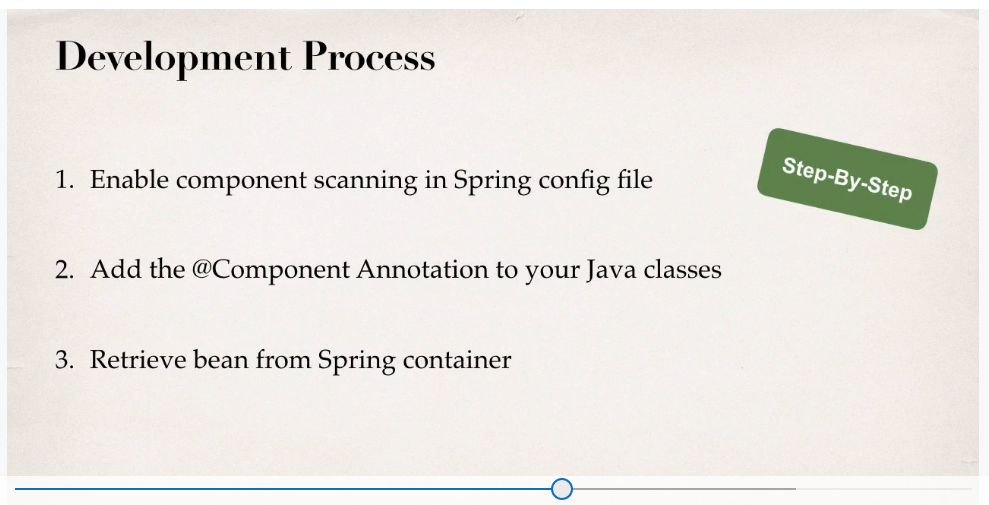 Development Process
Step-By-Step
1. Enable component scanning in Spring config file
2. Add the @Component Annotation to your Java classes
3. Retrieve bean from Spring container